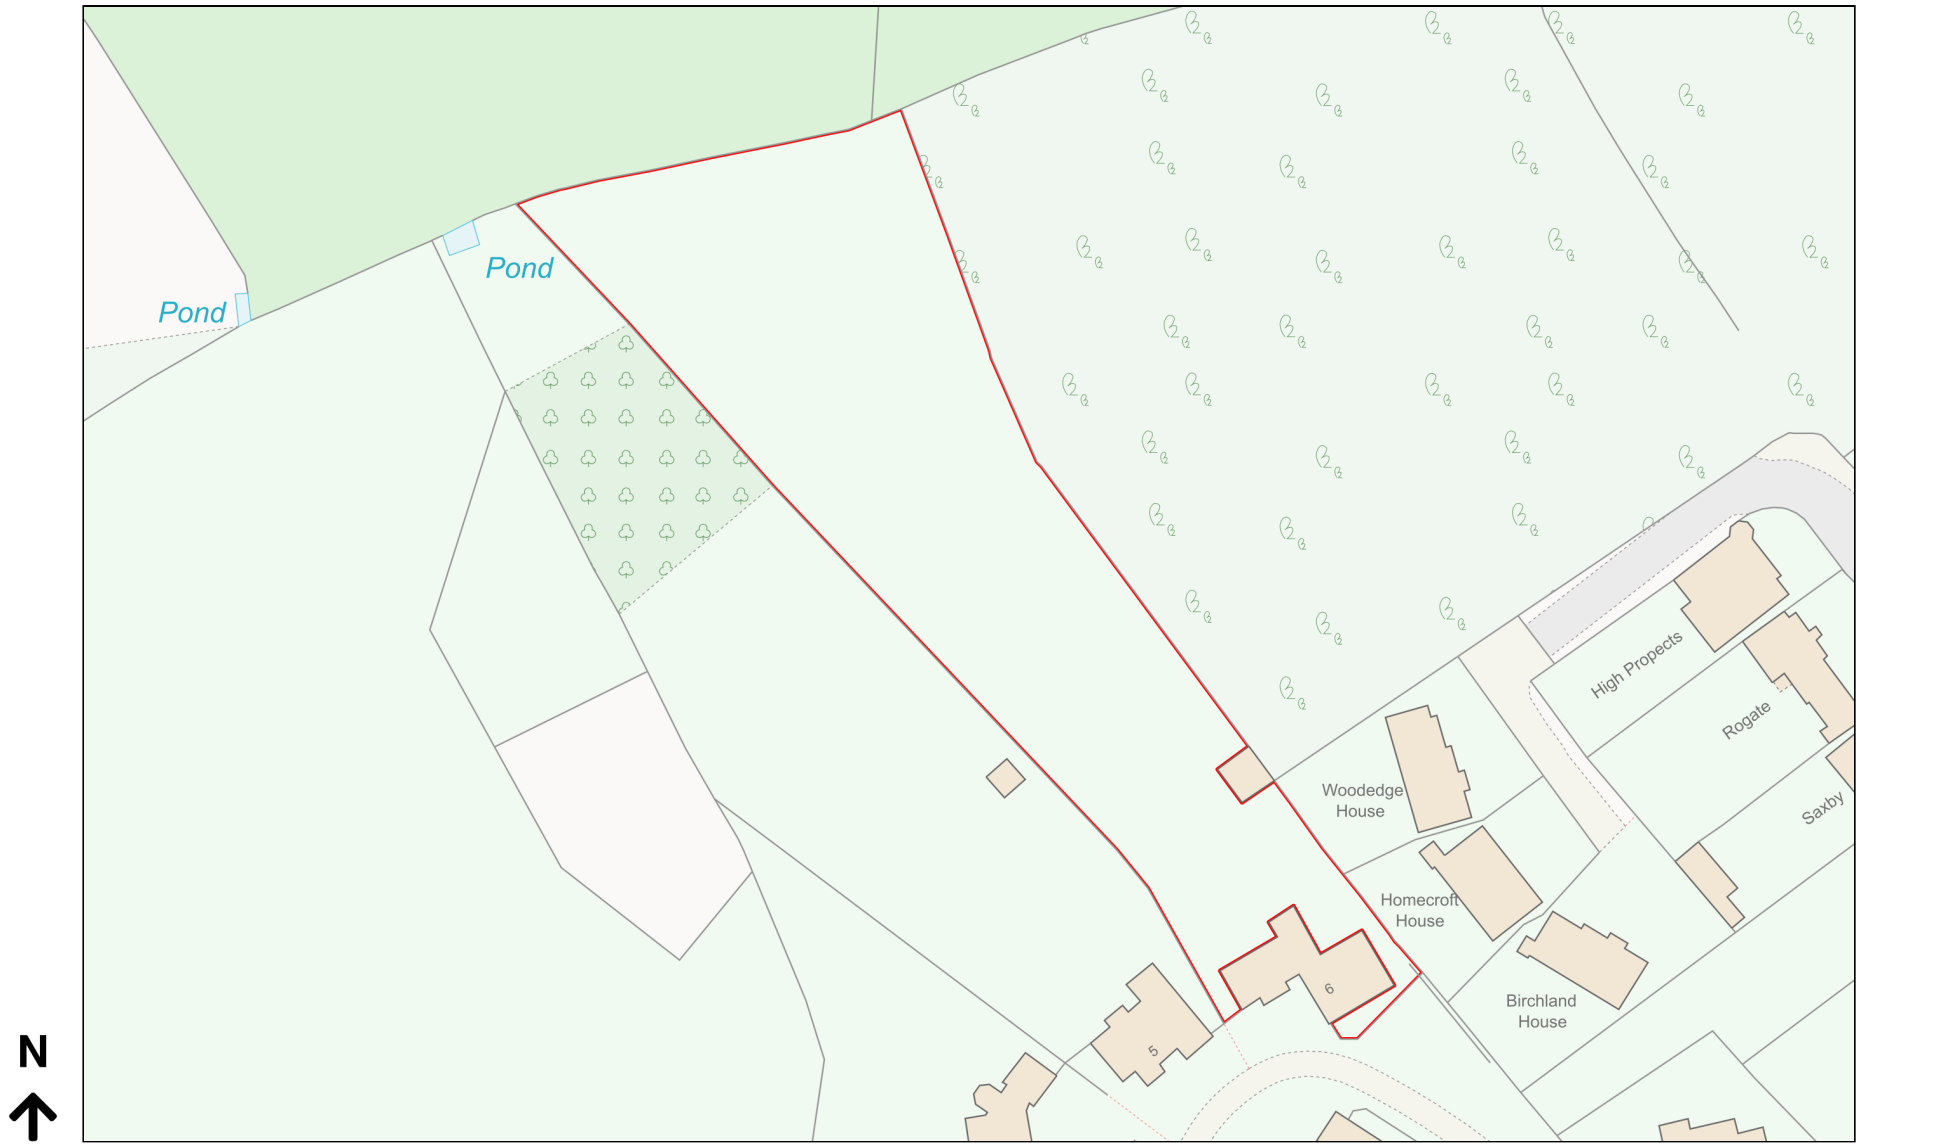 Pond
Pond
High Propects
Rogate
Woodedge
House
Saxby
Homecroft
House
6
Birchland
House
5
N